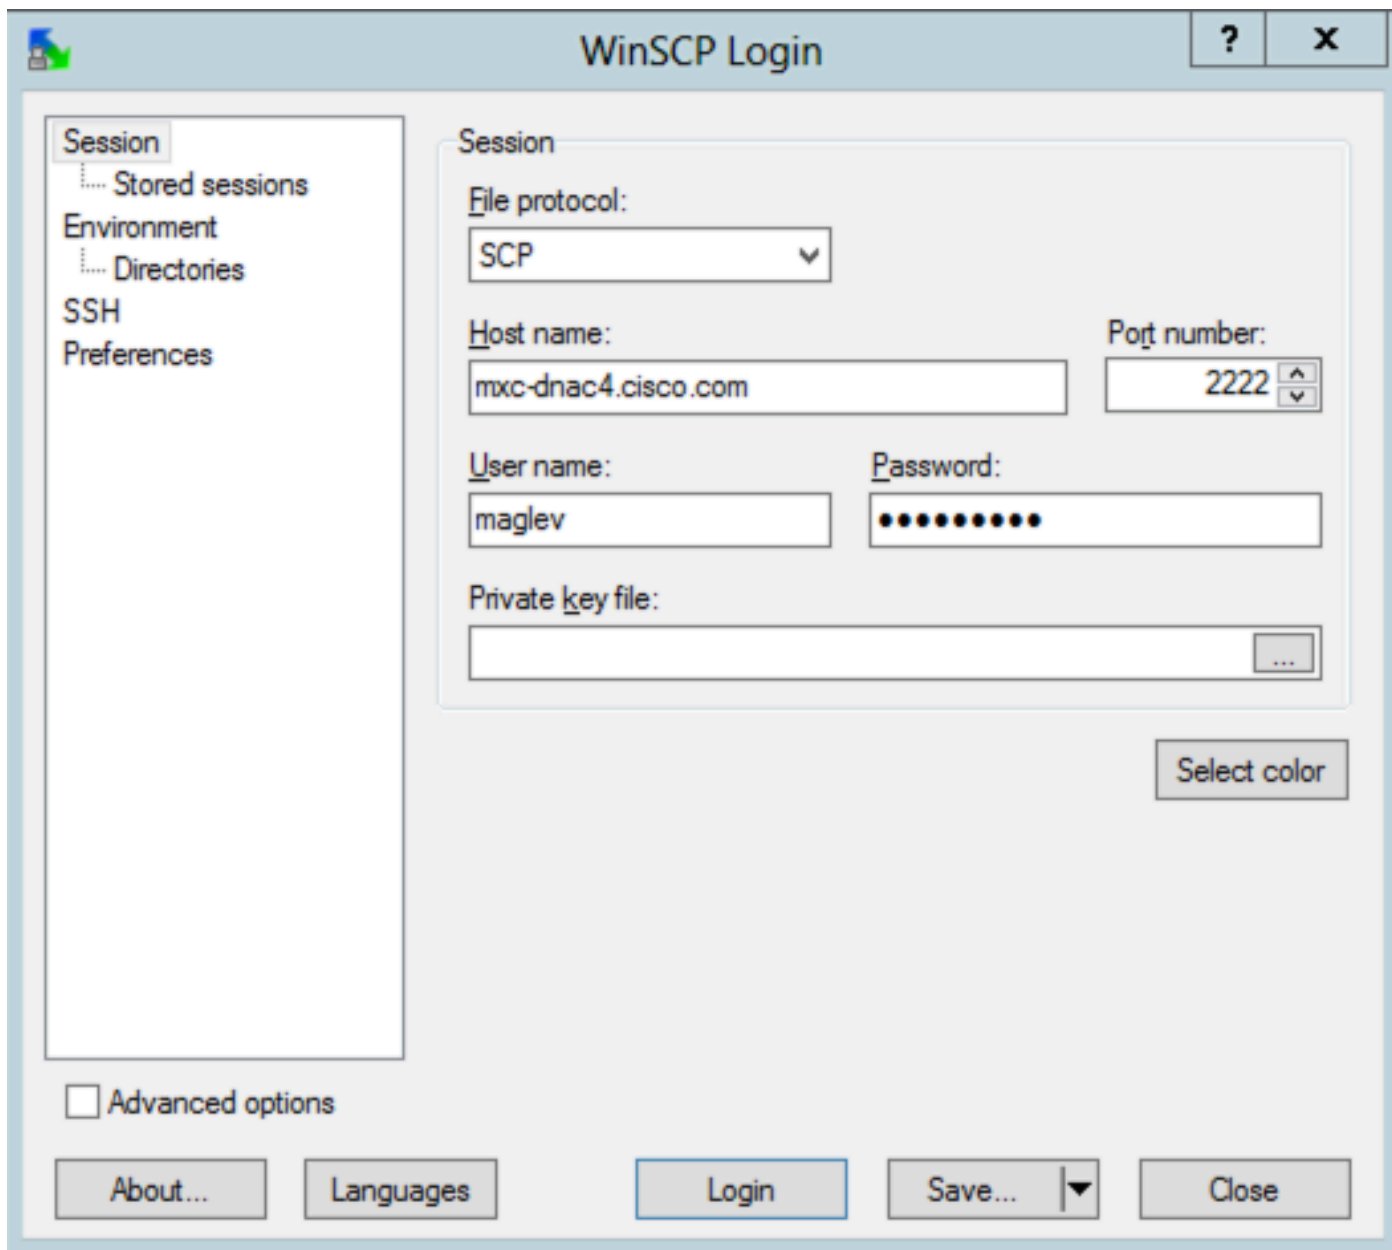 WinSCP Login
?
x
Session
Stored sessions
Environment
Directories
SSH
Preferences
Session
File protocol:
SCP
Host name:
Port number:
mxc-dnac4.cisco.com
2222
User name:
Password:
maglev
•••••••••
Private key file:
...
Select color
Advanced options
About...
Languages
Login
Save...
Close